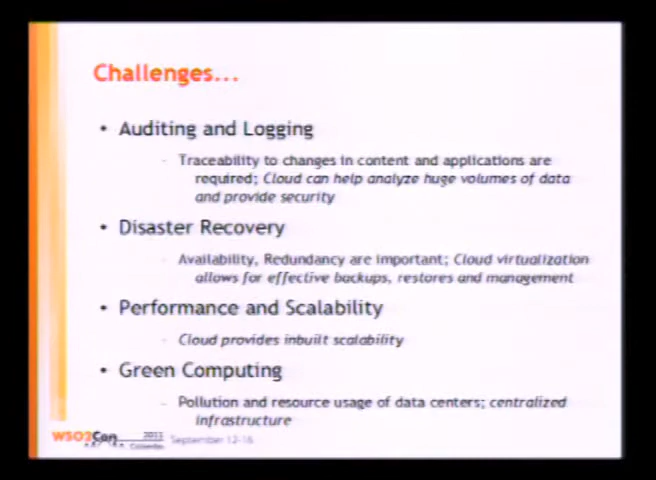 Challenges...
• Auditing and Logging
- Traceability to changes in content and applications are
required; Cloud can help analyze huge volumes of data
and provide security
• Disaster Recovery
- Availability, Redundancy are important; Cloud virtualization
allows for effective backups, restores and management
• Performance and Scalability
- Cloud provides inbuilt scalability
• Green Computing
- Pollution and resource usage of data centers; centralized
infrastructure
WSO2Con 2011
Colombo
September 12-16